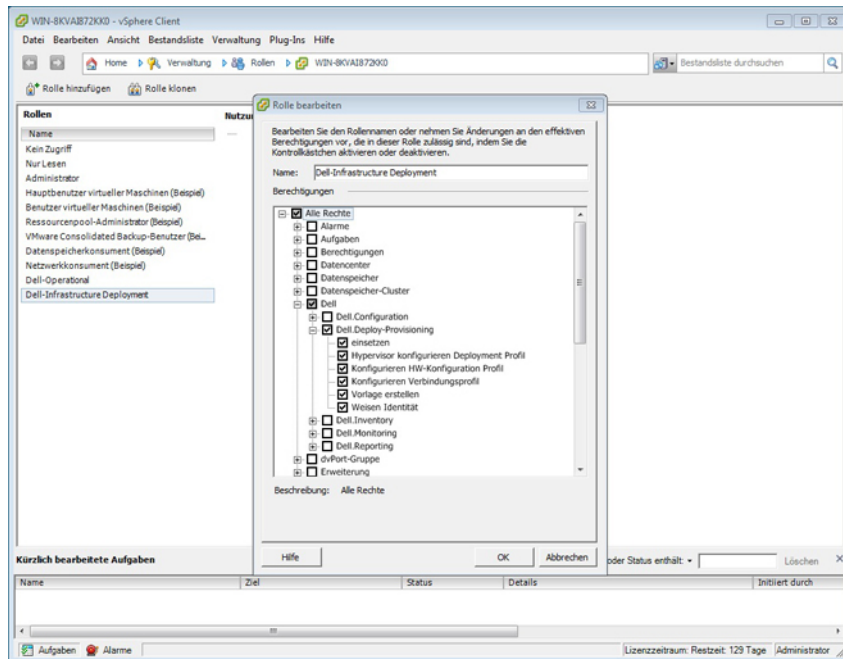 WIN-8KVAI872KK0 - vSphere Client
Datei Bearbeiten Ansicht Bestandsliste Verwaltung Plug-Ins Hilfe
Home Verwaltung Rollen WIN-8KVAI872KK0
Bestandsliste durchsuchen
Rolle hinzufügen Rolle klonen
Rollen
Name
Kein Zugriff
Nur Lesen
Administrator
Hauptbenutzer virtueller Maschinen (Beispiel)
Benutzer virtueller Maschinen (Beispiel)
Ressourcenpool-Administrator (Beispiel)
VMware Consolidated Backup-Benutzer (Bei...
Datenspeicherkonsument (Beispiel)
Netzwerkkonsument (Beispiel)
Dell-Operational
Dell-Infrastructure Deployment
Nutzu
Rolle bearbeiten
Bearbeiten Sie den Rollennamen oder nehmen Sie Änderungen an den effektiven
Berechtigungen vor, die in dieser Rolle zulässig sind, indem Sie die
Kontrollkästchen aktivieren oder deaktivieren.
Name: Dell-Infrastructure Deployment
Berechtigungen
Alle Rechte
Alarme
Aufgaben
Berechtigungen
Datencenter
Datenspeicher
Datenspeicher-Cluster
Dell
Dell.Configuration
Dell.Deploy-Provisioning
einsetzen
Hypervisor konfigurieren Deployment Profil
Konfigurieren HW-Konfiguration Profil
Konfigurieren Verbindungsprofil
Vorlage erstellen
Weisen Identität
Dell.Inventory
Dell.Monitoring
Dell.Reporting
dvPort-Gruppe
Erweiterung
Beschreibung: Alle Rechte
Hilfe OK Abbrechen
Kürzlich bearbeitete Aufgaben
oder Status enthält: Löschen
Name Ziel Status Details Initiiert durch
Aufgaben Alarme
Lizenzzeitraum: Restzeit: 129 Tage Administrator